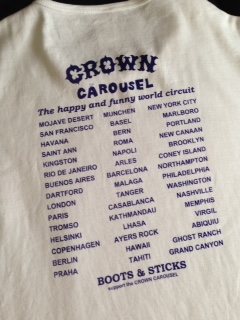 CROWN
CAROUSEL
The happy and funny world circuit
MOJAVE DESERT
SAN FRANCISCO
HAVANA
SAINT ANN
KINGSTON
RIO DE JANEIRO
BUENOS AIRES
DARTFORD
LONDON
PARIS
TROMSO
HELSINKI
COPENHAGEN
BERLIN
PRAHA
MUNCHEN
BASEL
BERN
ROMA
NAPOLI
ARLES
BARCELONA
MALAGA
TANGER
CASABLANCA
KATHMANDAU
LHASA
AYERS ROCK
HAWAII
TAHITI
NEW YORK CITY
MARLBORO
PORTLAND
NEW CANAAN
BROOKLYN
CONEY ISLAND
NORTHAMPTON
PHILADELPHIA
WASHINGTON
NASHVILLE
MEMPHIS
VIRGIL
ABIQUIU
GHOST RANCH
GRAND CANYON
BOOTS & STICKS
support the CROWN CAROUSEL